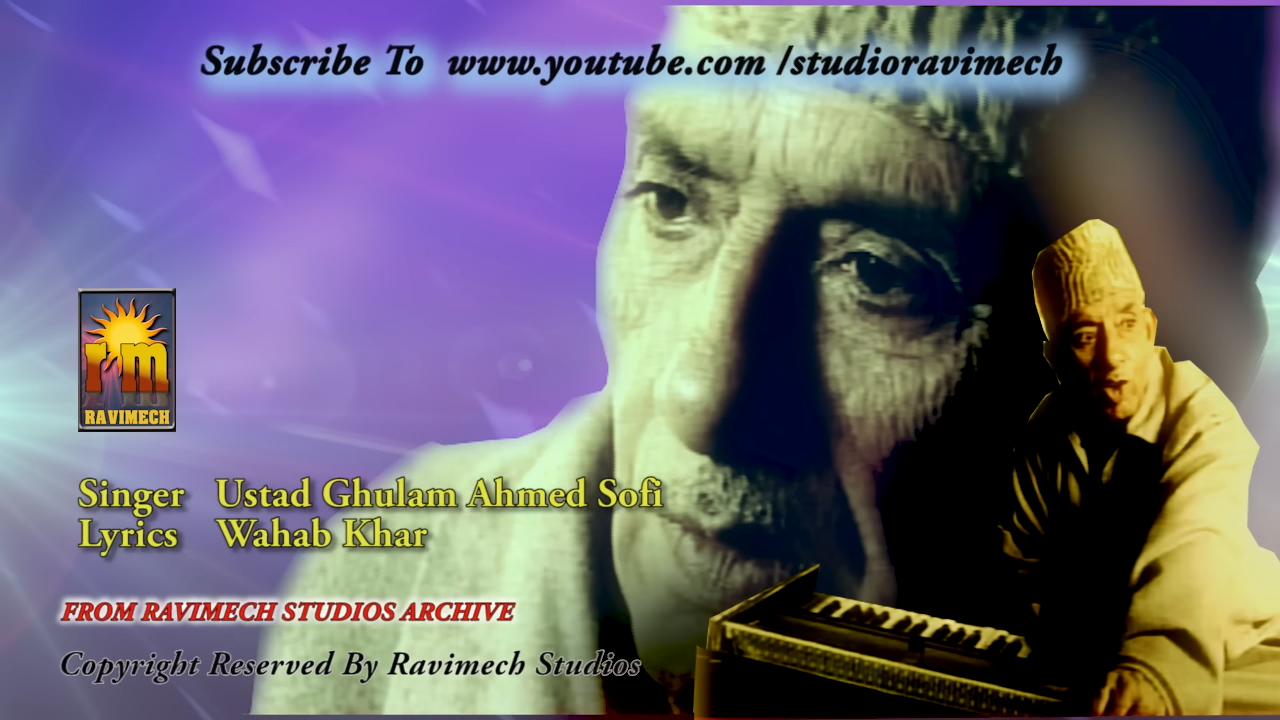 Subscribe To www.youtube.com /studioravimech
rm
RAVIMECH
Singer Ustad Ghulam Ahmed Sofi
Lyrics Wahab Khar
FROM RAVIMECH STUDIOS ARCHIVE
Copyright Reserved By Ravimech Studios